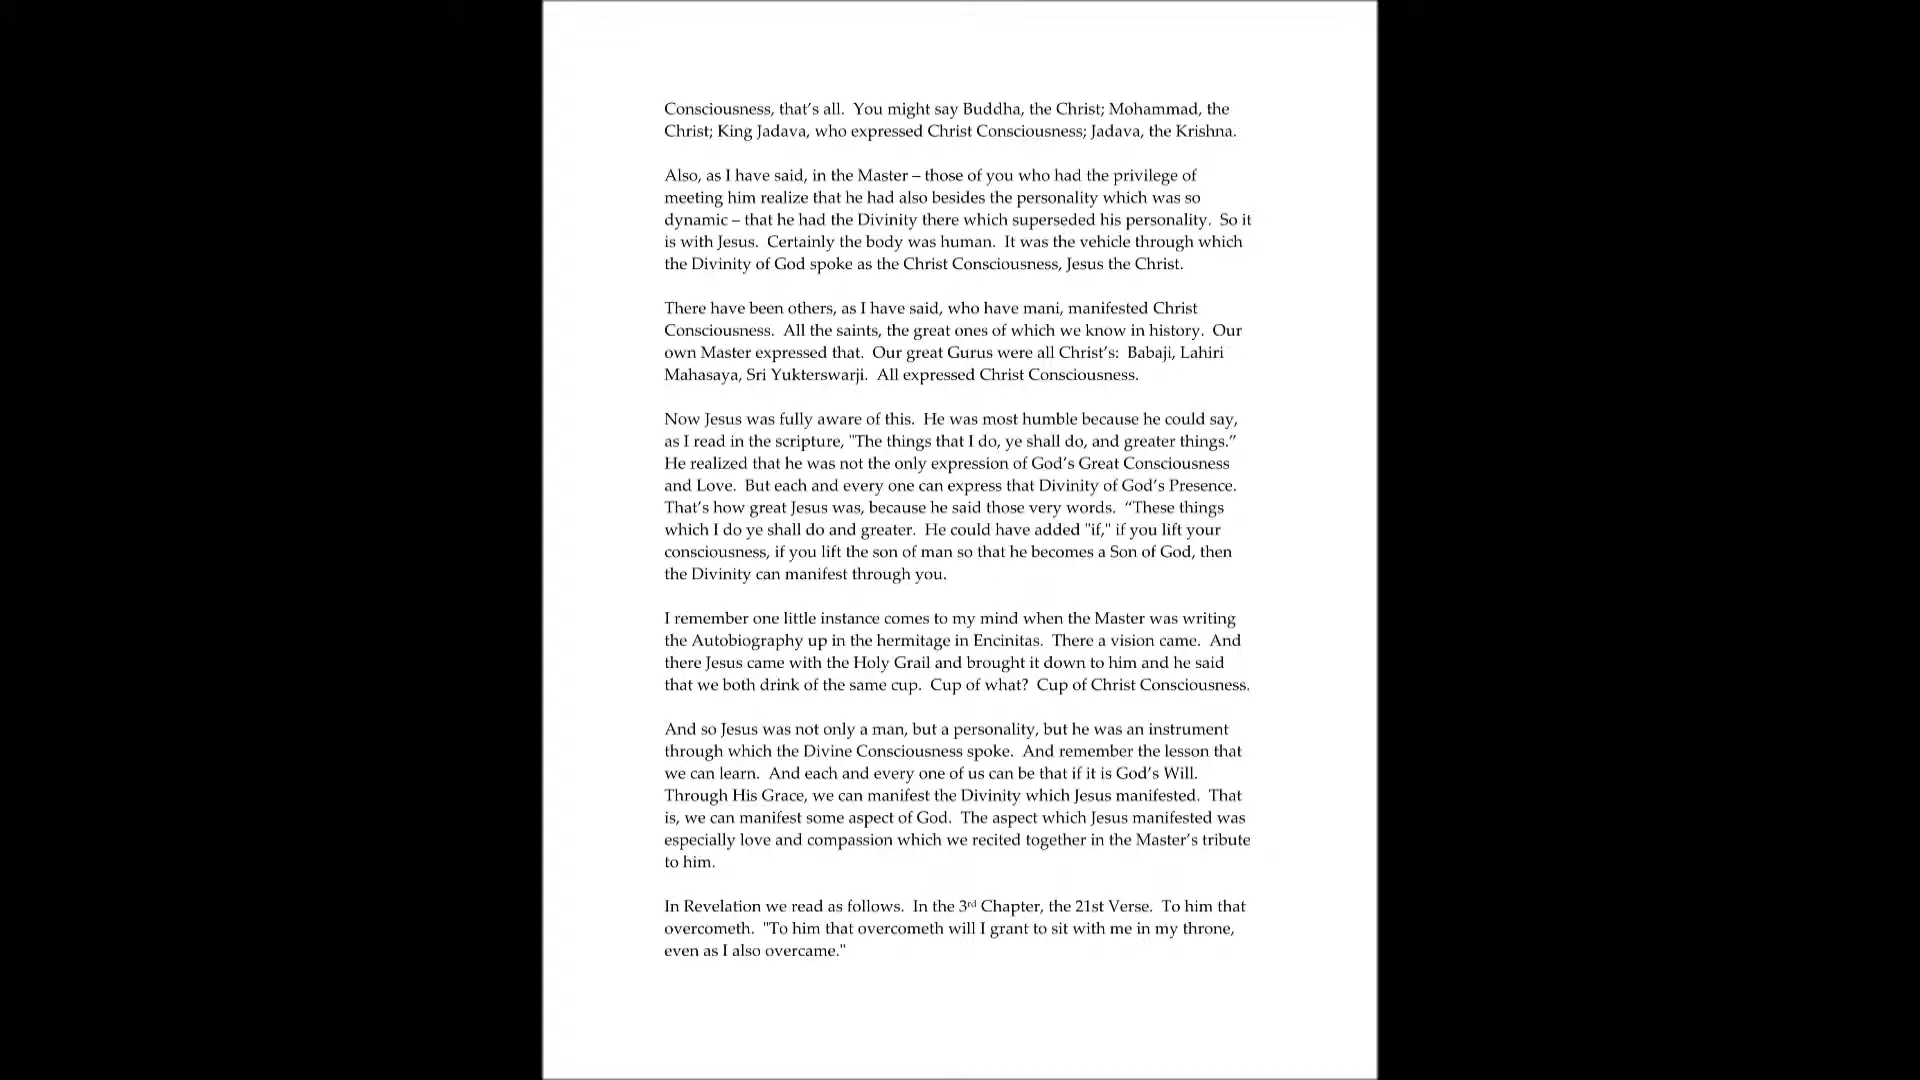 Consciousness, that’s all.  You might say Buddha, the Christ; Mohammad, the
Christ; King Jadava, who expressed Christ Consciousness; Jadava, the Krishna.
Also, as I have said, in the Master – those of you who had the privilege of
meeting him realize that he had also besides the personality which was so
dynamic – that he had the Divinity there which superseded his personality.  So it
is with Jesus.  Certainly the body was human.  It was the vehicle through which
the Divinity of God spoke as the Christ Consciousness, Jesus the Christ.
There have been others, as I have said, who have mani, manifested Christ
Consciousness.  All the saints, the great ones of which we know in history.  Our
own Master expressed that.  Our great Gurus were all Christ’s:  Babaji, Lahiri
Mahasaya, Sri Yukterswarji.  All expressed Christ Consciousness.
Now Jesus was fully aware of this.  He was most humble because he could say,
as I read in the scripture, "The things that I do, ye shall do, and greater things.”
He realized that he was not the only expression of God’s Great Consciousness
and Love.  But each and every one can express that Divinity of God’s Presence.
That’s how great Jesus was, because he said those very words.  “These things
which I do ye shall do and greater.  He could have added "if," if you lift your
consciousness, if you lift the son of man so that he becomes a Son of God, then
the Divinity can manifest through you.
I remember one little instance comes to my mind when the Master was writing
the Autobiography up in the hermitage in Encinitas.  There a vision came.  And
there Jesus came with the Holy Grail and brought it down to him and he said
that we both drink of the same cup.  Cup of what?  Cup of Christ Consciousness.
And so Jesus was not only a man, but a personality, but he was an instrument
through which the Divine Consciousness spoke.  And remember the lesson that
we can learn.  And each and every one of us can be that if it is God’s Will.
Through His Grace, we can manifest the Divinity which Jesus manifested.  That
is, we can manifest some aspect of God.  The aspect which Jesus manifested was
especially love and compassion which we recited together in the Master’s tribute
to him.
In Revelation we read as follows.  In the 3rd Chapter, the 21st Verse.  To him that
overcometh.  "To him that overcometh will I grant to sit with me in my throne,
even as I also overcame."